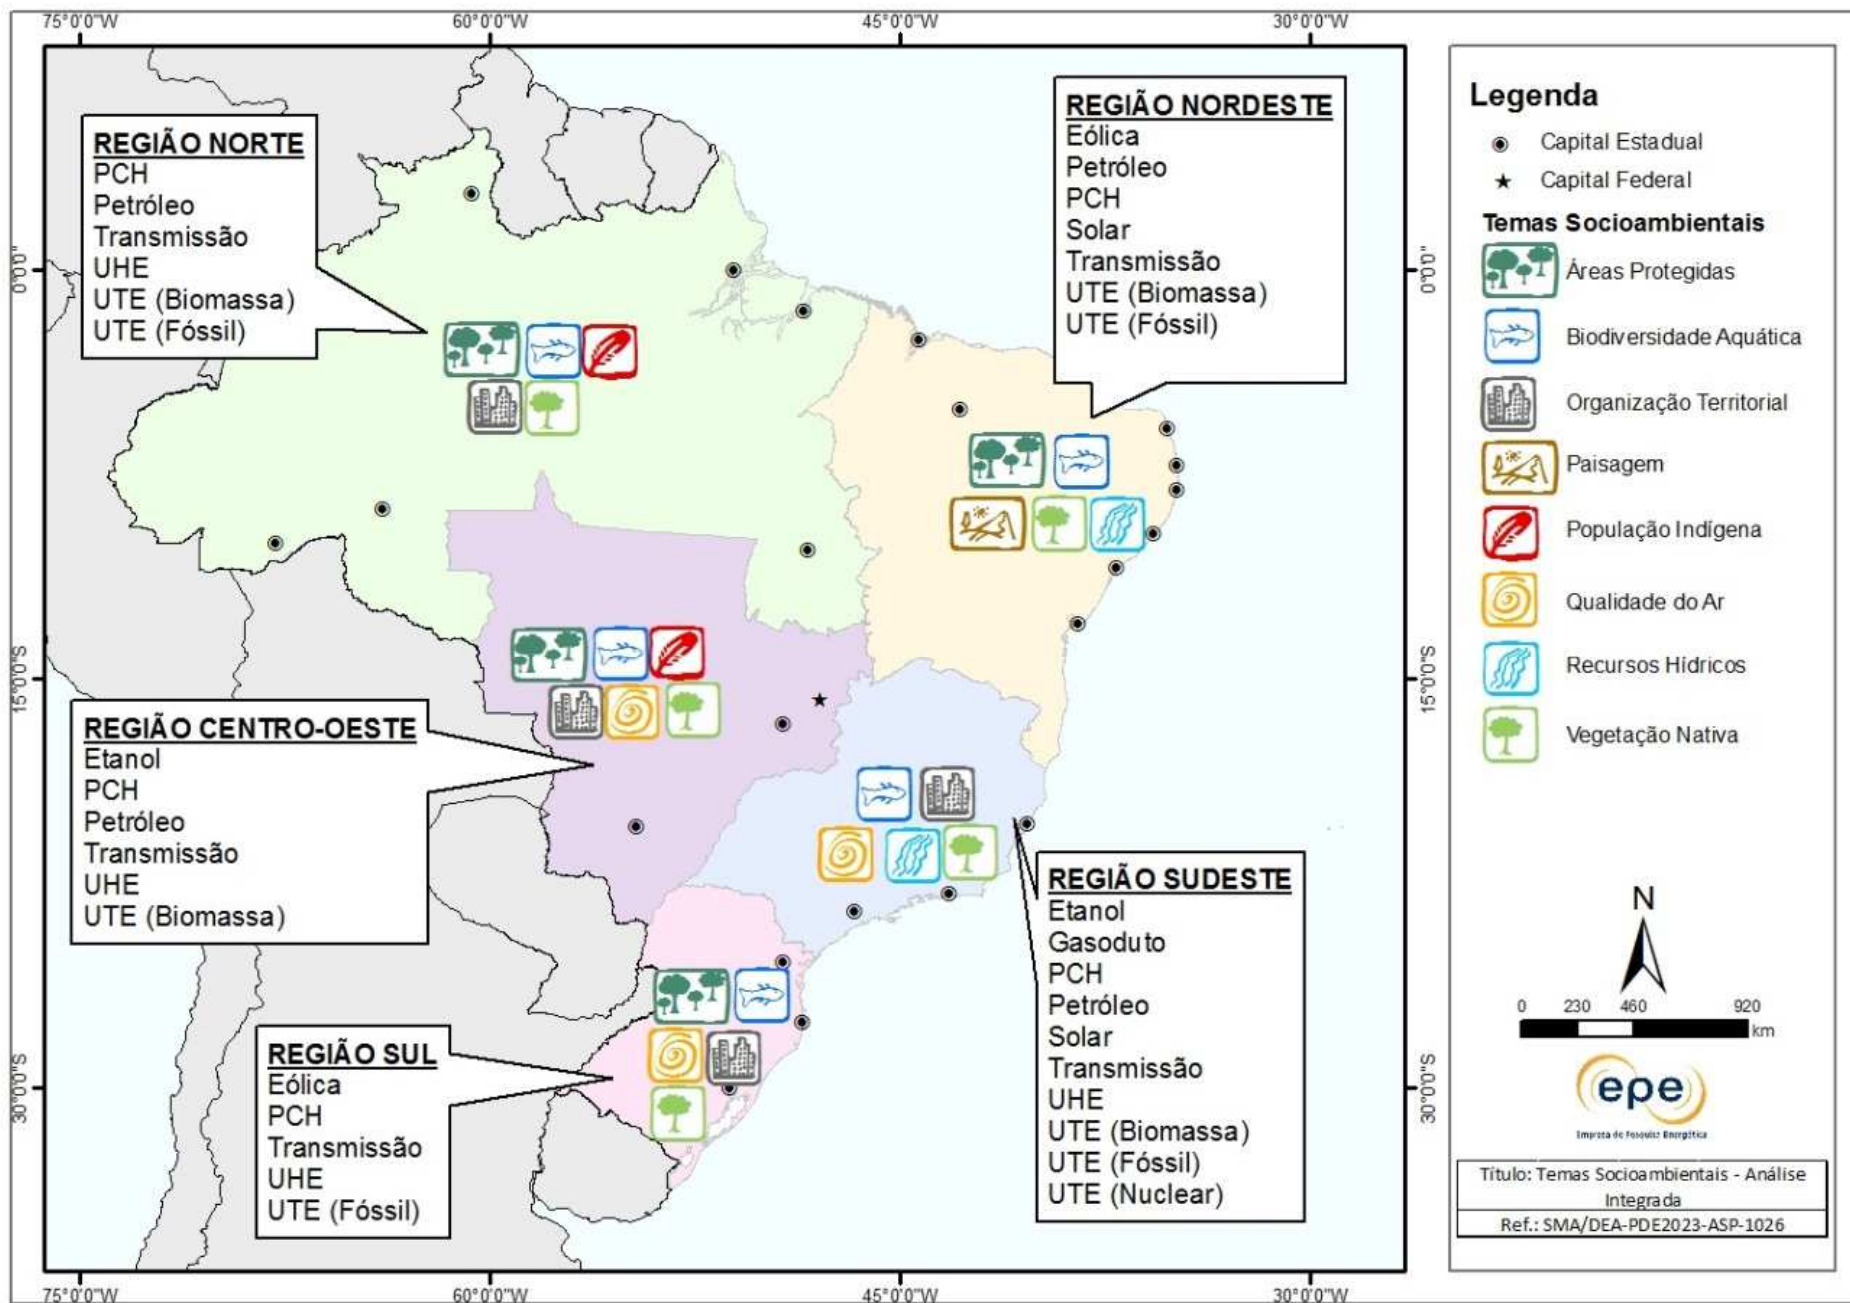 75°0'0"W
60°0'0"W
45°0'0"W
30°0'0"W
REGIÃO NORTE
PCH
Petróleo
Transmissão
UHE
UTE (Biomassa)
UTE (Fóssil)
REGIÃO NORDESTE
Eólica
Petróleo
PCH
Solar
Transmissão
UTE (Biomassa)
UTE (Fóssil)
REGIÃO CENTRO-OESTE
Etanol
PCH
Petróleo
Transmissão
UHE
UTE (Biomassa)
REGIÃO SUDESTE
Etanol
Gasoduto
PCH
Petróleo
Solar
Transmissão
UHE
UTE (Biomassa)
UTE (Fóssil)
UTE (Nuclear)
REGIÃO SUL
Eólica
PCH
Transmissão
UHE
UTE (Fóssil)
0°0'0"
15°0'0"S
30°0'0"S
0°0'0"
15°0'0"S
30°0'0"S
75°0'0"W
60°0'0"W
45°0'0"W
30°0'0"W
Legenda
Capital Estadual
Capital Federal
Temas Socioambientais
Áreas Protegidas
Biodiversidade Aquática
Organização Territorial
Paisagem
População Indígena
Qualidade do Ar
Recursos Hídricos
Vegetação Nativa
N
0 230 460 920
km
epe
Empresa de Pesquisa Energética
Título: Temas Socioambientais - Análise
Integrada
Ref.: SMA/DEA-PDE2023-ASP-1026